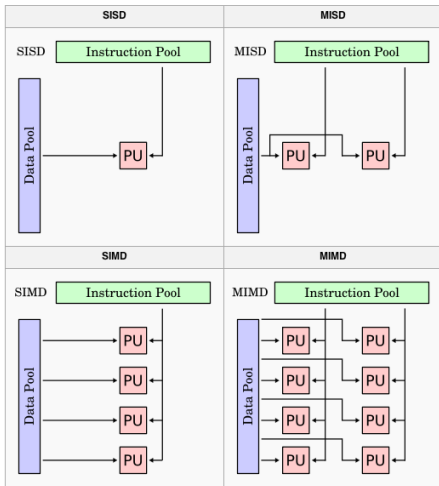 SISD
MISD
SISD
Instruction Pool
Data Pool
PU
MISD
Instruction Pool
Data Pool
PU
PU
SIMD
MIMD
SIMD
Instruction Pool
Data Pool
PU
PU
PU
PU
MIMD
Instruction Pool
Data Pool
PU
PU
PU
PU
PU
PU
PU
PU